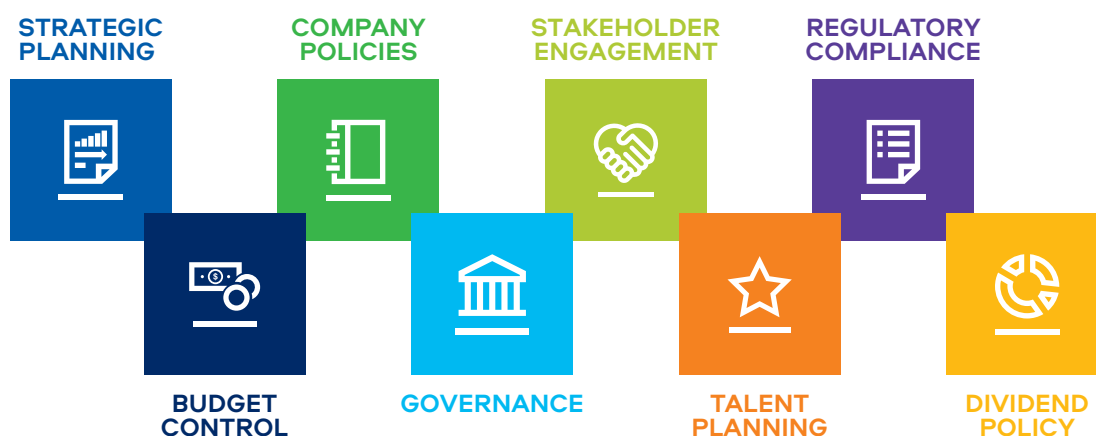 STRATEGIC
PLANNING
COMPANY
POLICIES
STAKEHOLDER
ENGAGEMENT
REGULATORY
COMPLIANCE
$
BUDGET
CONTROL
GOVERNANCE
TALENT
PLANNING
DIVIDEND
POLICY